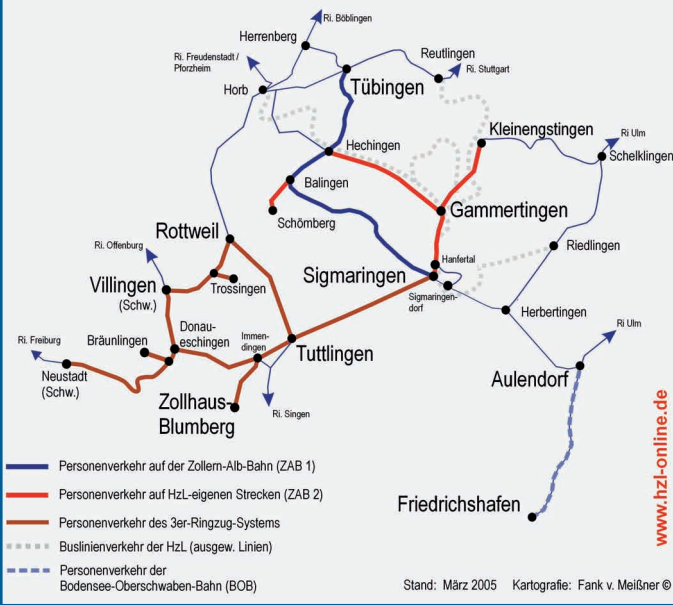 Ri. Böblingen
Herrenberg
Ri. Freudenstadt /
Pforzheim
Reutlingen
Ri. Stuttgart
Tübingen
Horb
Kleinengstingen
Ri Ulm
Hechingen
Schelklingen
Balingen
Schömberg
Gammertingen
Rottweil
Ri. Offenburg
Hanfertal
Riedlingen
Villingen
(Schw.)
Trossingen
Sigmaringen
Sigmaringen-
dorf
Herbertingen
Ri. Freiburg
Bräunlingen
Donau-
eschingen
Immen-
dingen
Tuttlingen
Ri Ulm
Neustadt
(Schw.)
Aulendorf
Zollhaus-
Blumberg
Ri. Singen
Friedrichshafen
www.hzl-online.de
Personenverkehr auf der Zollern-Alb-Bahn (ZAB 1)
Personenverkehr auf HzL-eigenen Strecken (ZAB 2)
Personenverkehr des 3er-Ringzug-Systems
Buslinienverkehr der HzL (ausgew. Linien)
Personenverkehr der
Bodensee-Oberschwaben-Bahn (BOB)
Stand: März 2005 Kartografie: Fank v. Meißner ©